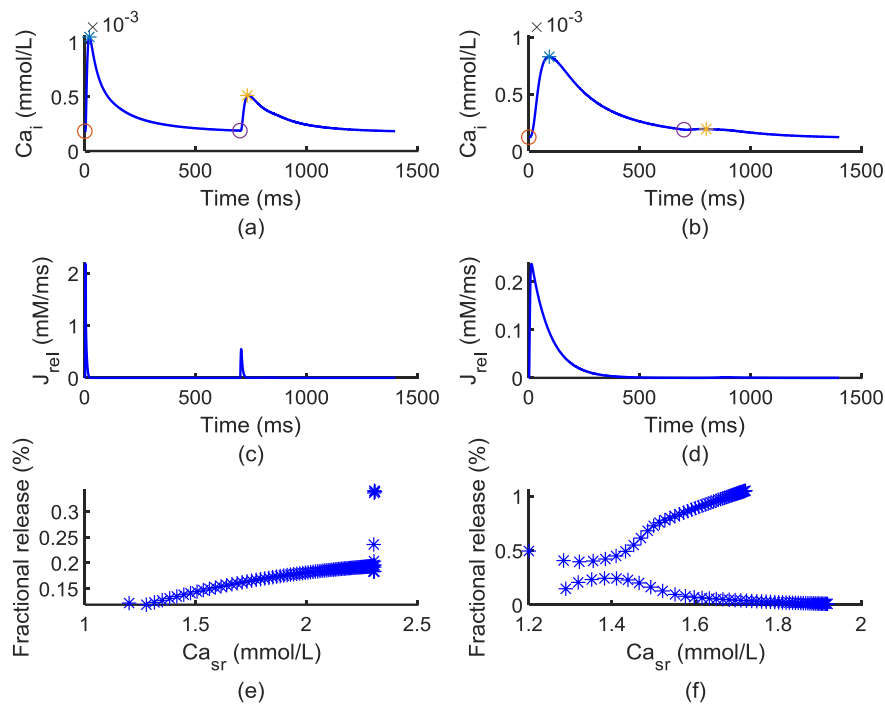 × 10⁻³
1
0.5
0
Ca_i (mmol/L)
0 500 1000 1500
Time (ms)
(a)
× 10⁻³
1
0.5
0
Ca_i (mmol/L)
0 500 1000 1500
Time (ms)
(b)
2
1
0
J_rel (mM/ms)
0 500 1000 1500
Time (ms)
(c)
0.2
0.1
0
J_rel (mM/ms)
0 500 1000 1500
Time (ms)
(d)
Fractional release (%)
0.3
0.25
0.2
0.15
1 1.5 2 2.5
Ca_sr (mmol/L)
(e)
Fractional release (%)
1
0.5
0
1.2 1.4 1.6 1.8 2
Ca_sr (mmol/L)
(f)